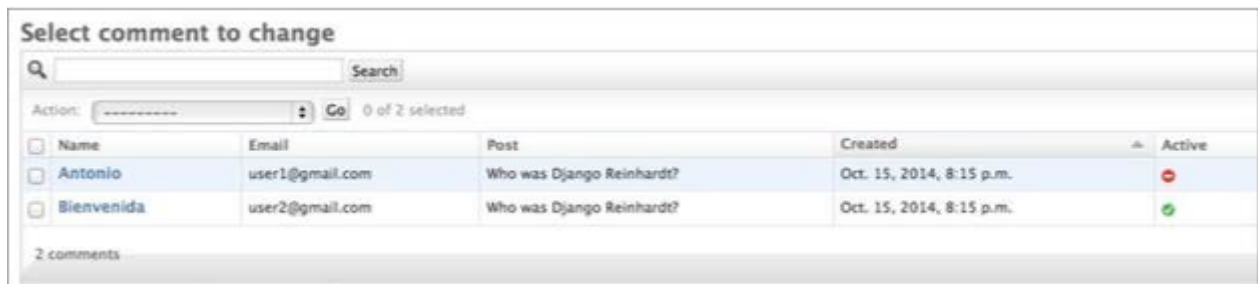 Select comment to change
Search
Action: --------- Go 0 of 2 selected
Name Email Post Created Active
Antonio user1@gmail.com Who was Django Reinhardt? Oct. 15, 2014, 8:15 p.m.
Bienvenida user2@gmail.com Who was Django Reinhardt? Oct. 15, 2014, 8:15 p.m.
2 comments